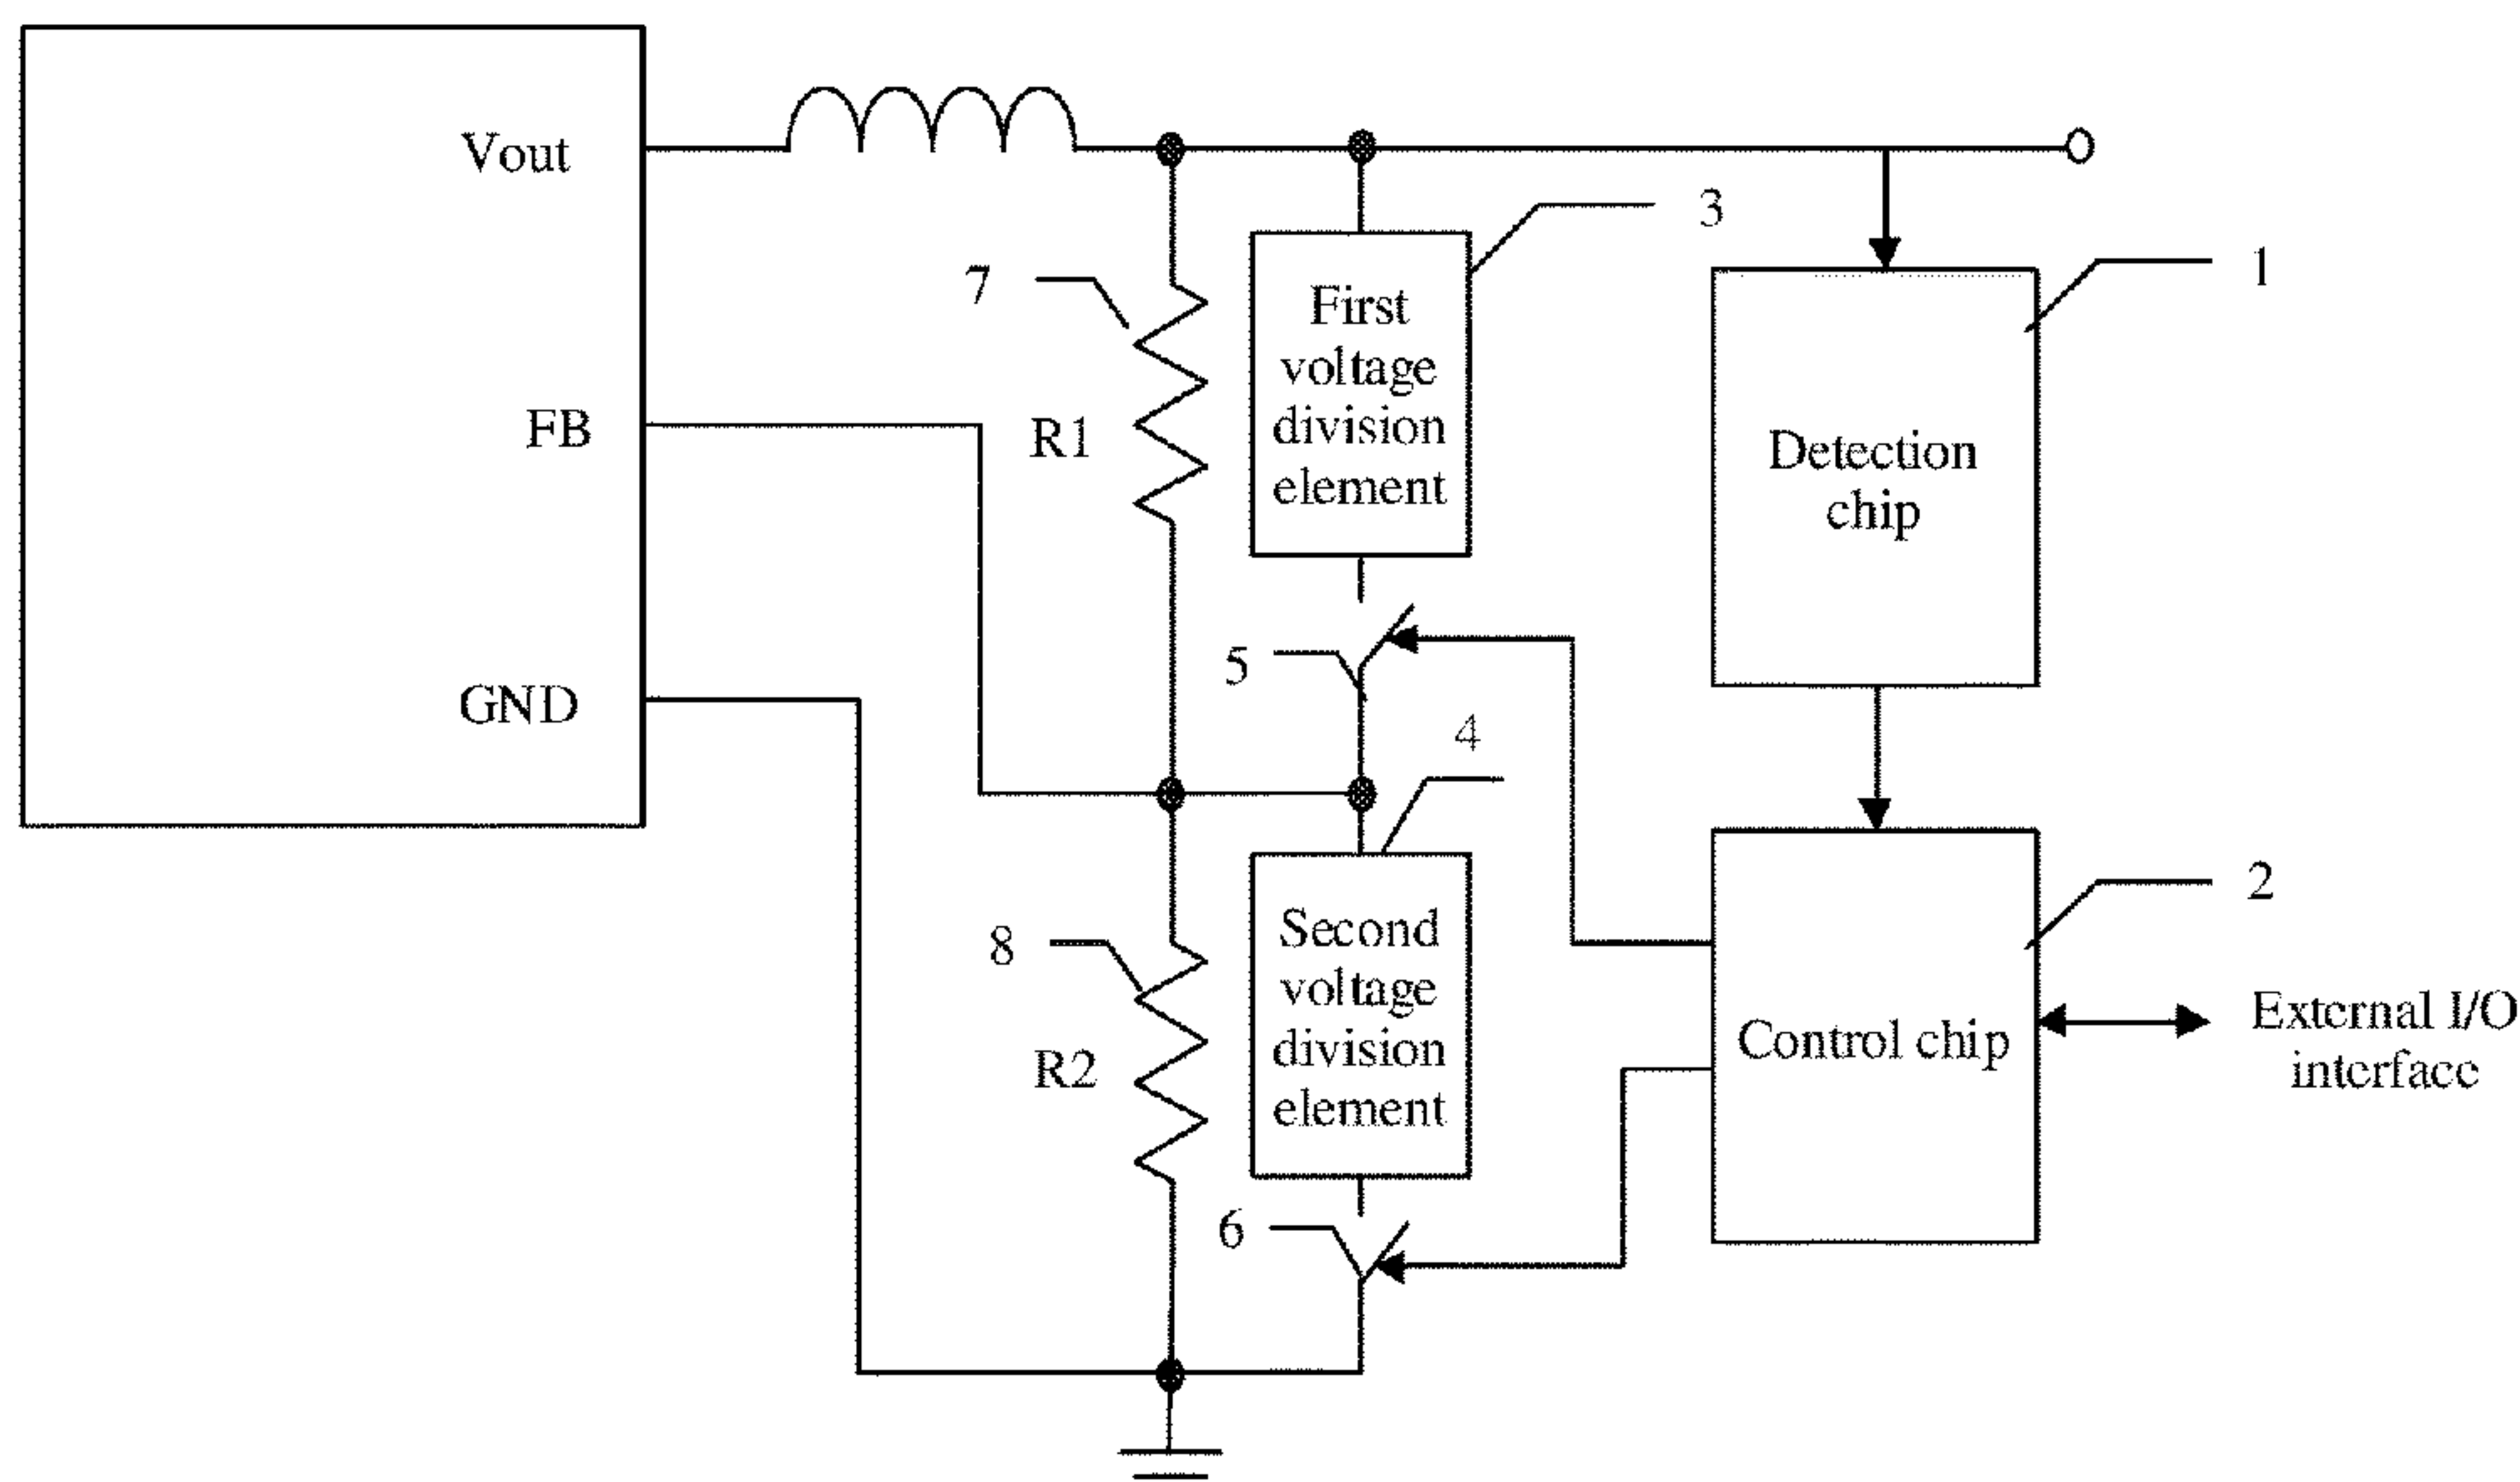 Vout
FB
GND
7
R1
First
voltage
division
element
3
Detection
chip
1
5
4
8
R2
Second
voltage
division
element
6
Control chip
2
External I/O
interface